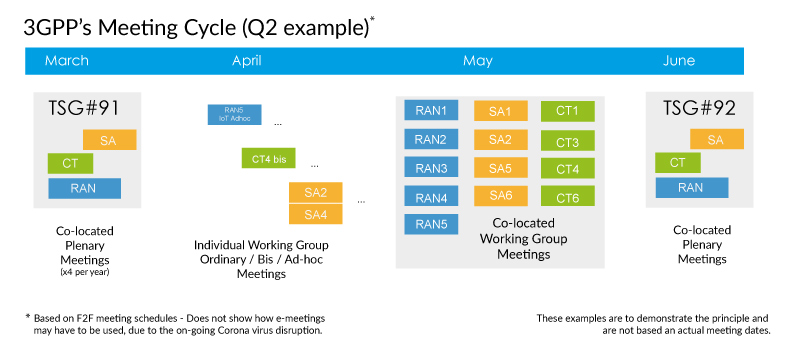 3GPP's Meeting Cycle (Q2 example)*
March
April
May
June
TSG#91
SA
CT
RAN
Co-located
Plenary
Meetings
(x4 per year)
RAN5
IoT Adhoc
...
CT4 bis
...
SA2
SA4
...
Individual Working Group
Ordinary / Bis / Ad-hoc
Meetings
RAN1
SA1
CT1
RAN2
SA2
CT3
RAN3
SA5
CT4
RAN4
SA6
CT6
RAN5
Co-located
Working Group
Meetings
TSG#92
SA
CT
RAN
Co-located
Plenary
Meetings
* Based on F2F meeting schedules - Does not show how e-meetings
may have to be used, due to the on-going Corona virus disruption.
These examples are to demonstrate the principle and
are not based an actual meeting dates.